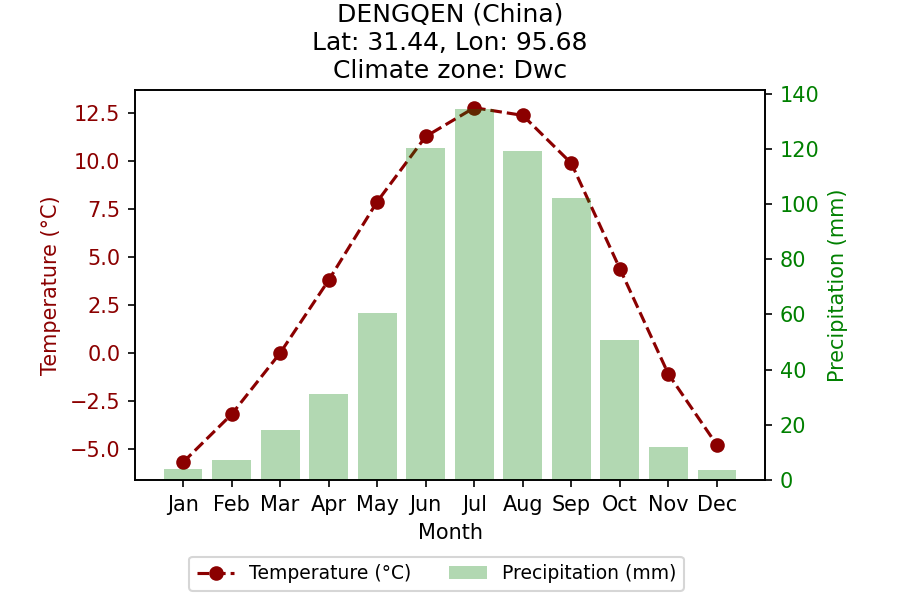 DENGQEN (China)
Lat: 31.44, Lon: 95.68
Climate zone: Dwc
12.5
10.0
7.5
5.0
2.5
0.0
−2.5
−5.0
Temperature (°C)
140
120
100
80
60
40
20
0
Precipitation (mm)
Jan Feb Mar Apr May Jun Jul Aug Sep Oct Nov Dec
Month
Temperature (°C) Precipitation (mm)